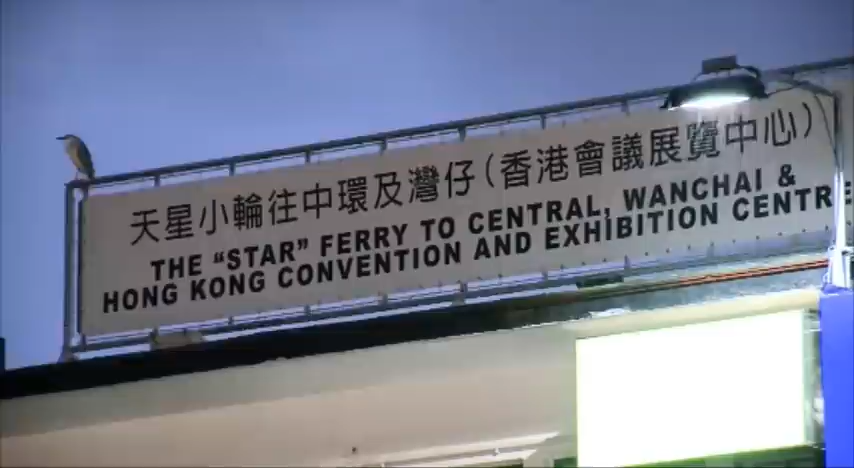 天星小輪往中環及灣仔(香港會議展覽中心)
THE "STAR" FERRY TO CENTRAL, WANCHAI &
HONG KONG CONVENTION AND EXHIBITION CENTRE